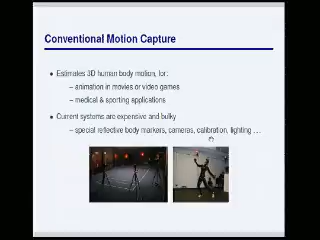 Conventional Motion Capture
• Estimates 3D human body motion, for:
– animation in movies or video games
– medical & sporting applications
• Current systems are expensive and bulky
– special reflective body markers, cameras, calibration, lighting …